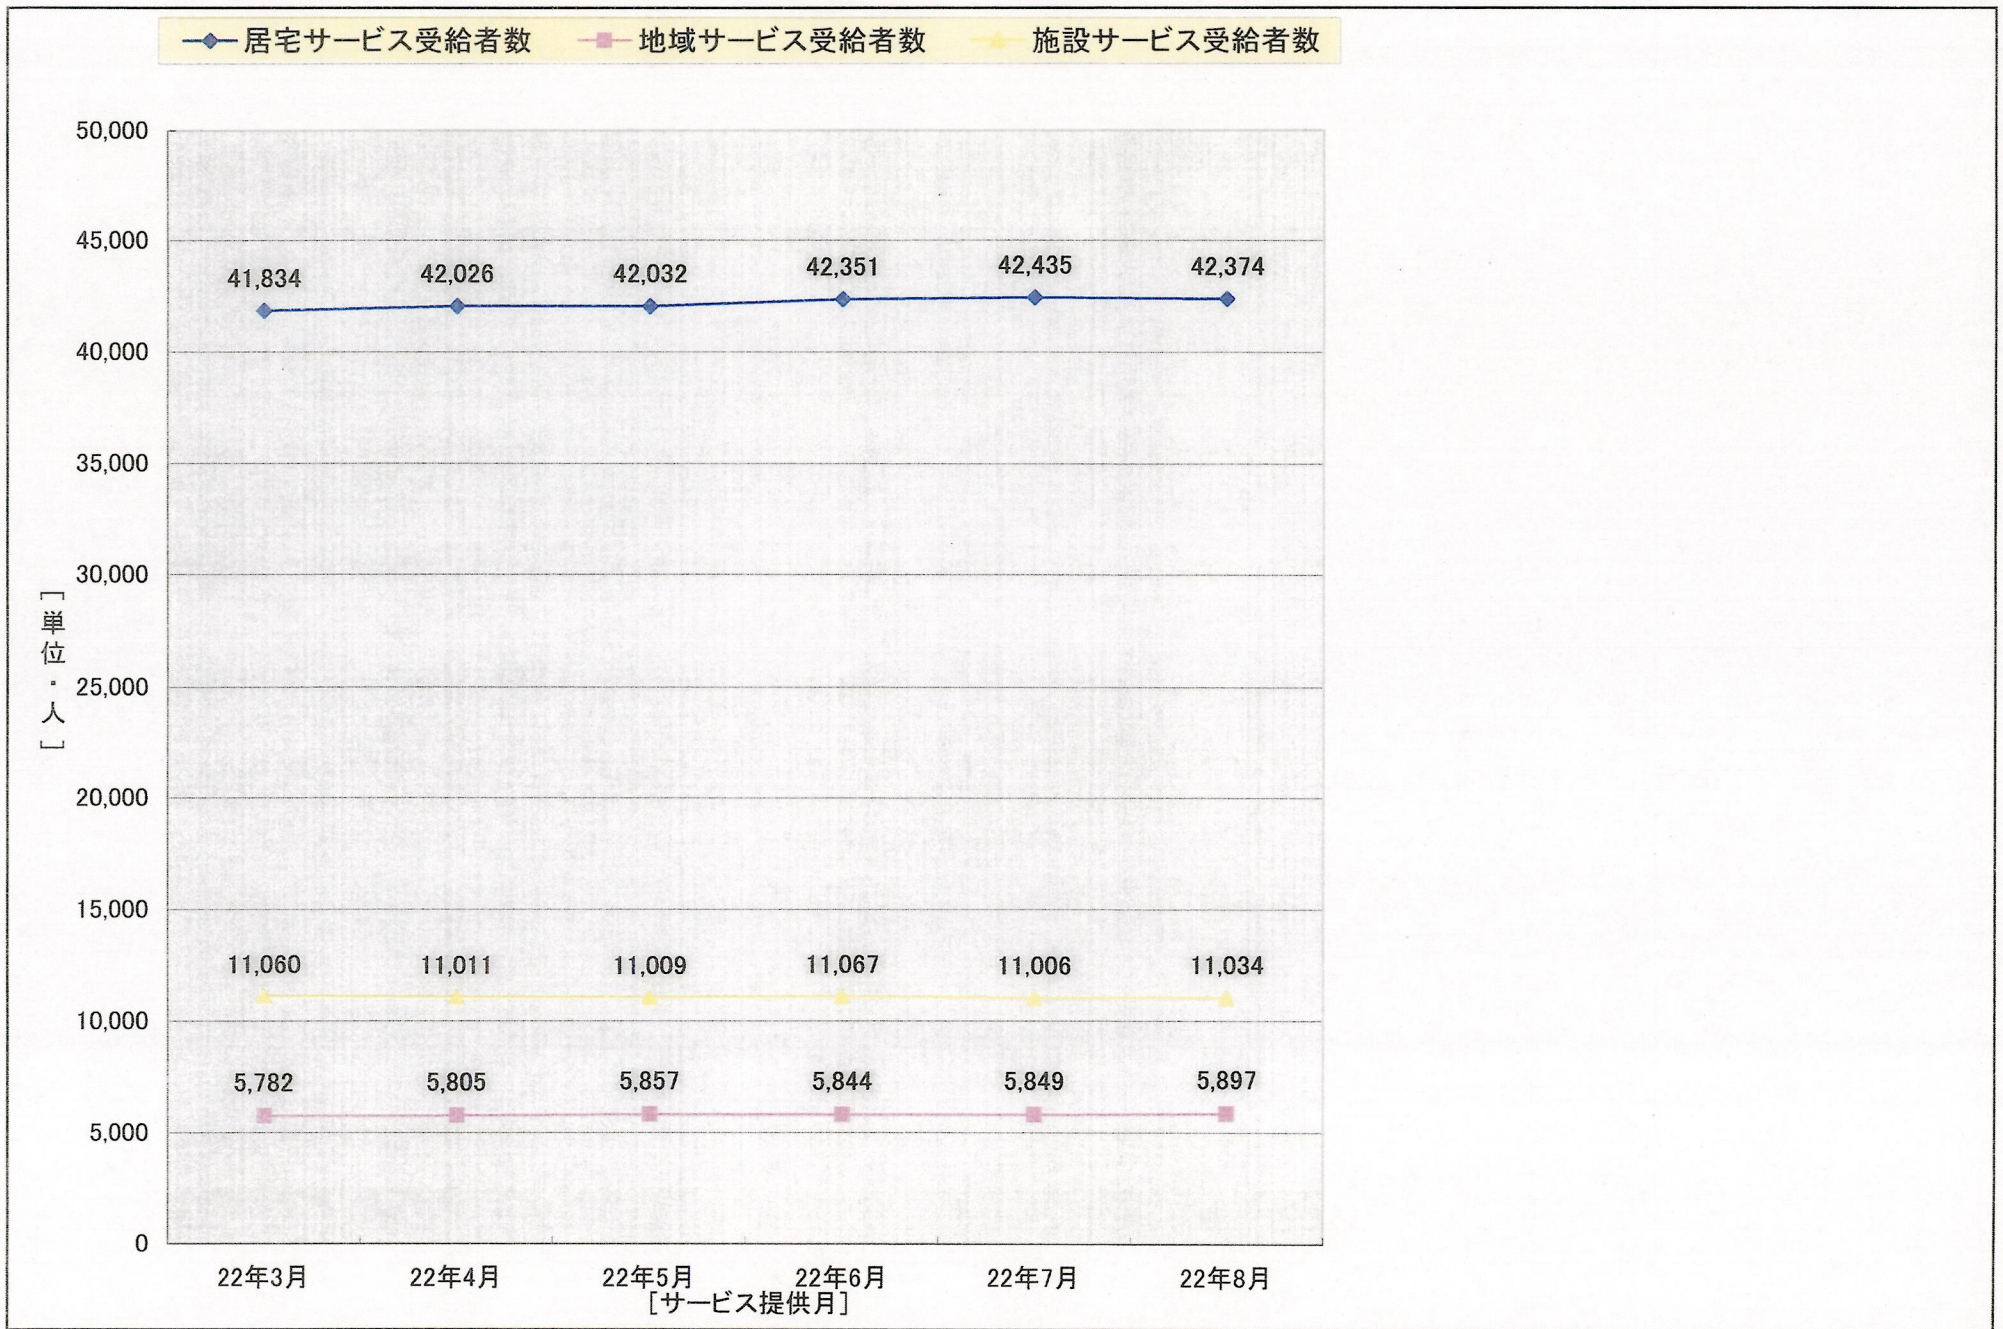 居宅サービス受給者数 地域サービス受給者数 施設サービス受給者数
50,000
45,000
40,000
35,000
30,000
25,000
20,000
15,000
10,000
5,000
0
[単位・人]
41,834 42,026 42,032 42,351 42,435 42,374
11,060 11,011 11,009 11,067 11,006 11,034
5,782 5,805 5,857 5,844 5,849 5,897
22年3月 22年4月 22年5月 22年6月 22年7月 22年8月
[サービス提供月]